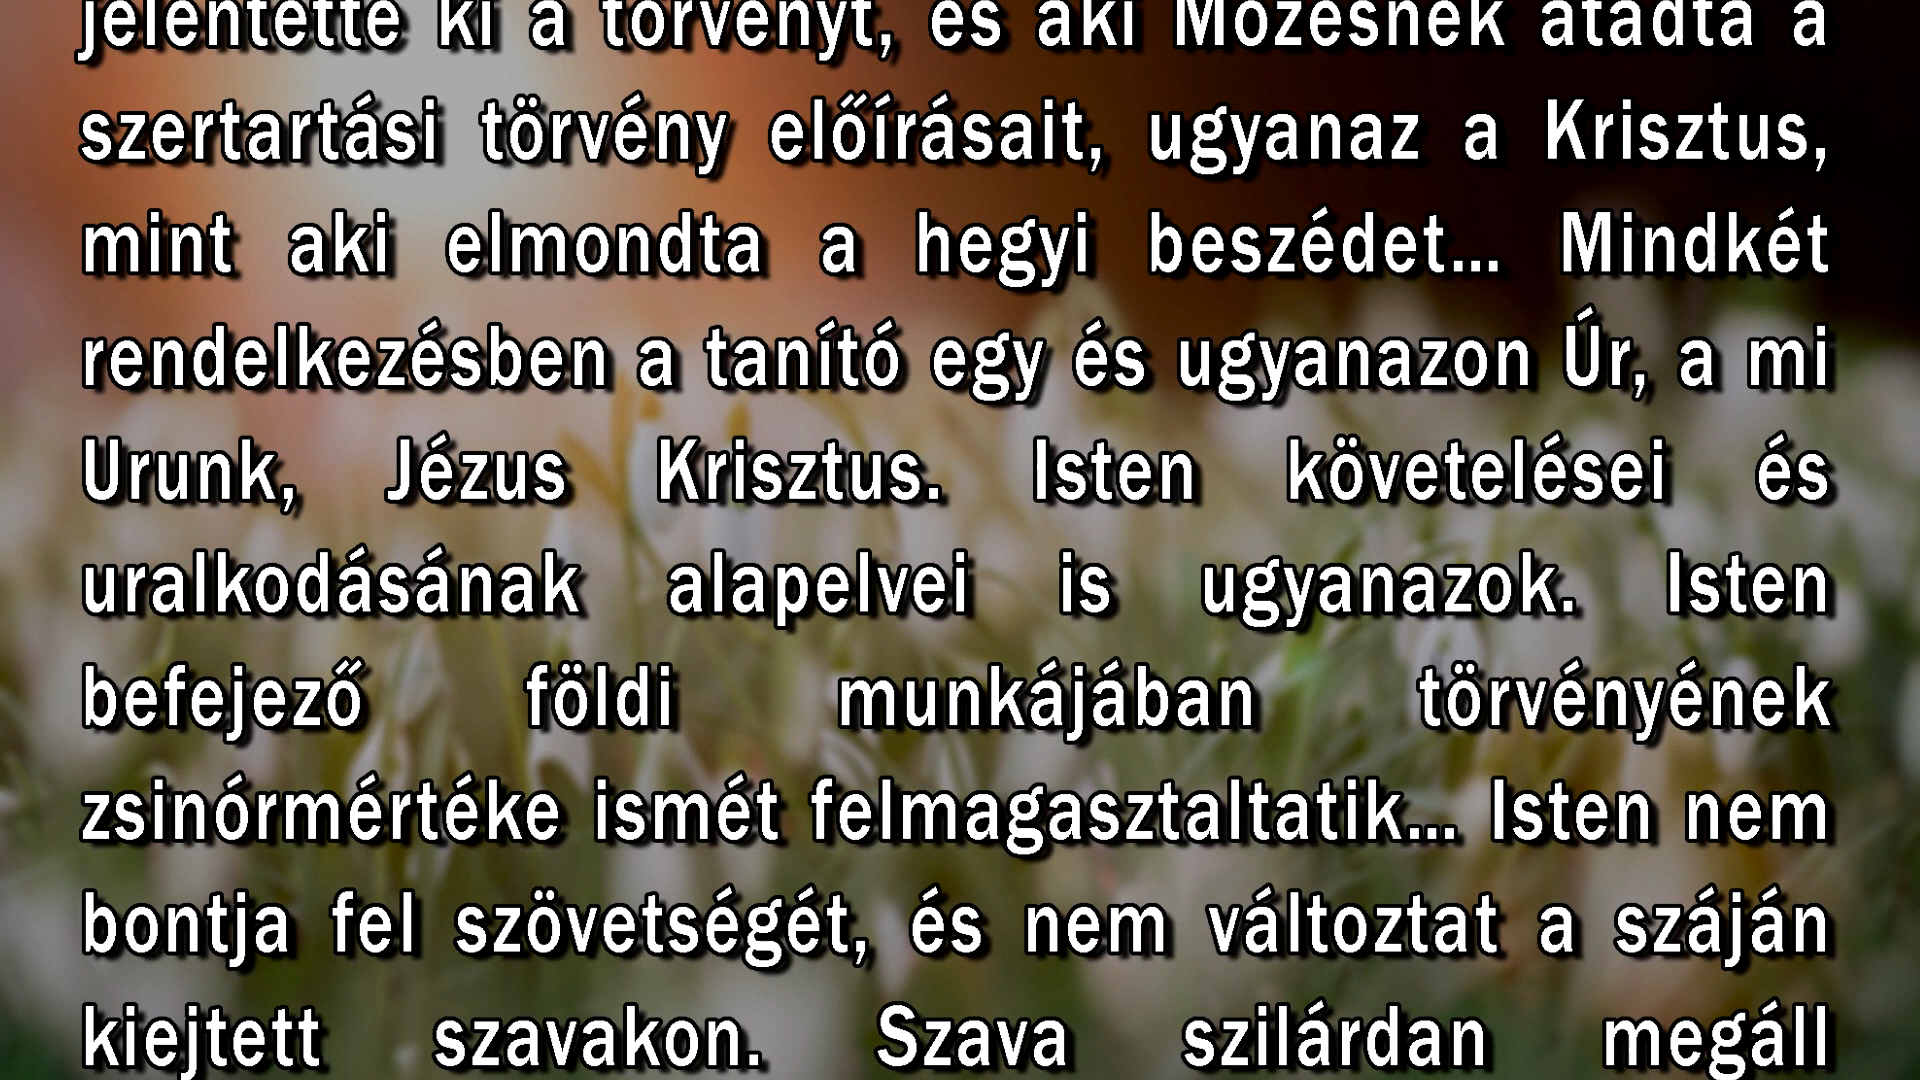 jelentette ki a törvényt, és aki Mózesnek átadta a
szertartási törvény előírásait, ugyanaz a Krisztus,
mint aki elmondta a hegyi beszédet... Mindkét
rendelkezésben a tanító egy és ugyanazon Úr, a mi
Urunk, Jézus Krisztus. Isten követelései és
uralkodásának alapelvei is ugyanazok. Isten
befejező földi munkájában törvényének
zsinórmértéke ismét felmagasztaltatik... Isten nem
bontja fel szövetségét, és nem változtat a száján
kiejtett szavakon. Szava szilárdan megáll